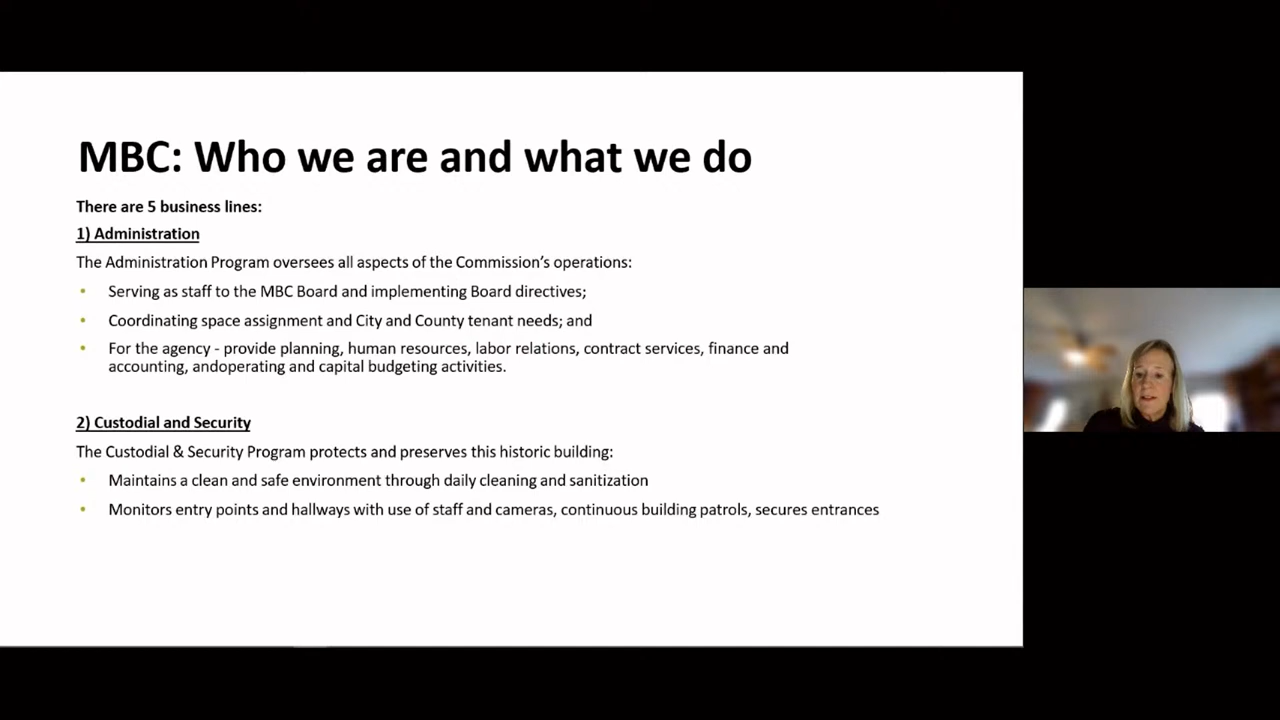 MBC: Who we are and what we do
There are 5 business lines:
1) Administration
The Administration Program oversees all aspects of the Commission's operations:
• Serving as staff to the MBC Board and implementing Board directives;
• Coordinating space assignment and City and County tenant needs; and
• For the agency - provide planning, human resources, labor relations, contract services, finance and
accounting, andoperating and capital budgeting activities.
2) Custodial and Security
The Custodial & Security Program protects and preserves this historic building:
• Maintains a clean and safe environment through daily cleaning and sanitization
• Monitors entry points and hallways with use of staff and cameras, continuous building patrols, secures entrances